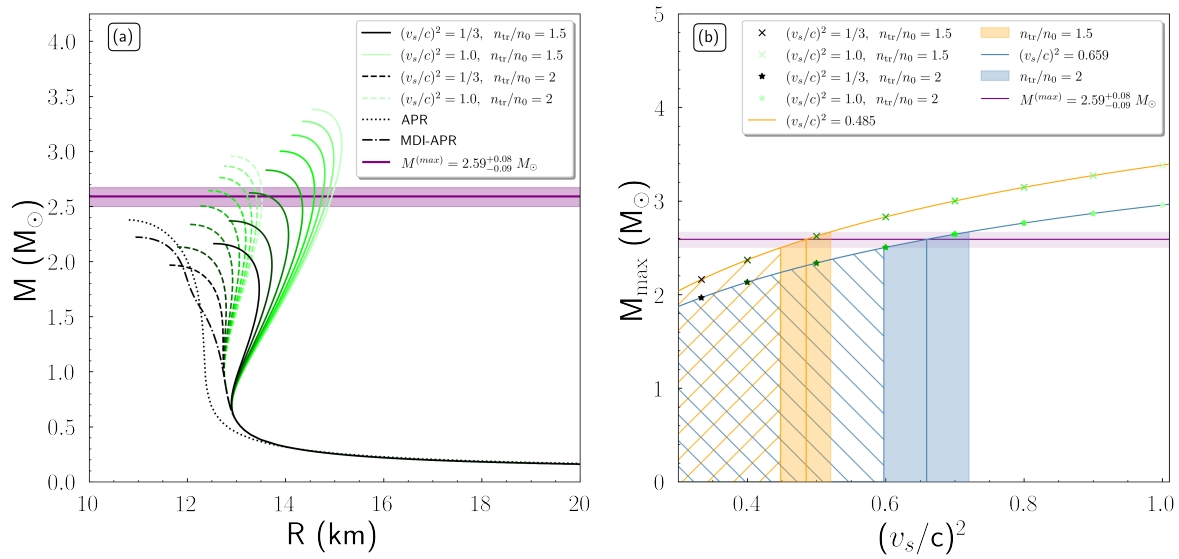 (a)
(v_s/c)² = 1/3, n_tr/n_0 = 1.5
(v_s/c)² = 1.0, n_tr/n_0 = 1.5
(v_s/c)² = 1/3, n_tr/n_0 = 2
(v_s/c)² = 1.0, n_tr/n_0 = 2
APR
MDI-APR
M^(max) = 2.59^{+0.08}_{-0.09} M_⊙
4.0
3.5
3.0
2.5
2.0
1.5
1.0
0.5
0.0
M (M_⊙)
10
12
14
16
18
20
R (km)
(b)
(v_s/c)² = 1/3, n_tr/n_0 = 1.5
(v_s/c)² = 1.0, n_tr/n_0 = 1.5
(v_s/c)² = 1/3, n_tr/n_0 = 2
(v_s/c)² = 1.0, n_tr/n_0 = 2
(v_s/c)² = 0.485
n_tr/n_0 = 1.5
(v_s/c)² = 0.659
n_tr/n_0 = 2
M^(max) = 2.59^{+0.08}_{-0.09} M_⊙
5
4
3
2
1
0
M_max (M_⊙)
0.4
0.6
0.8
1.0
(v_s/c)²